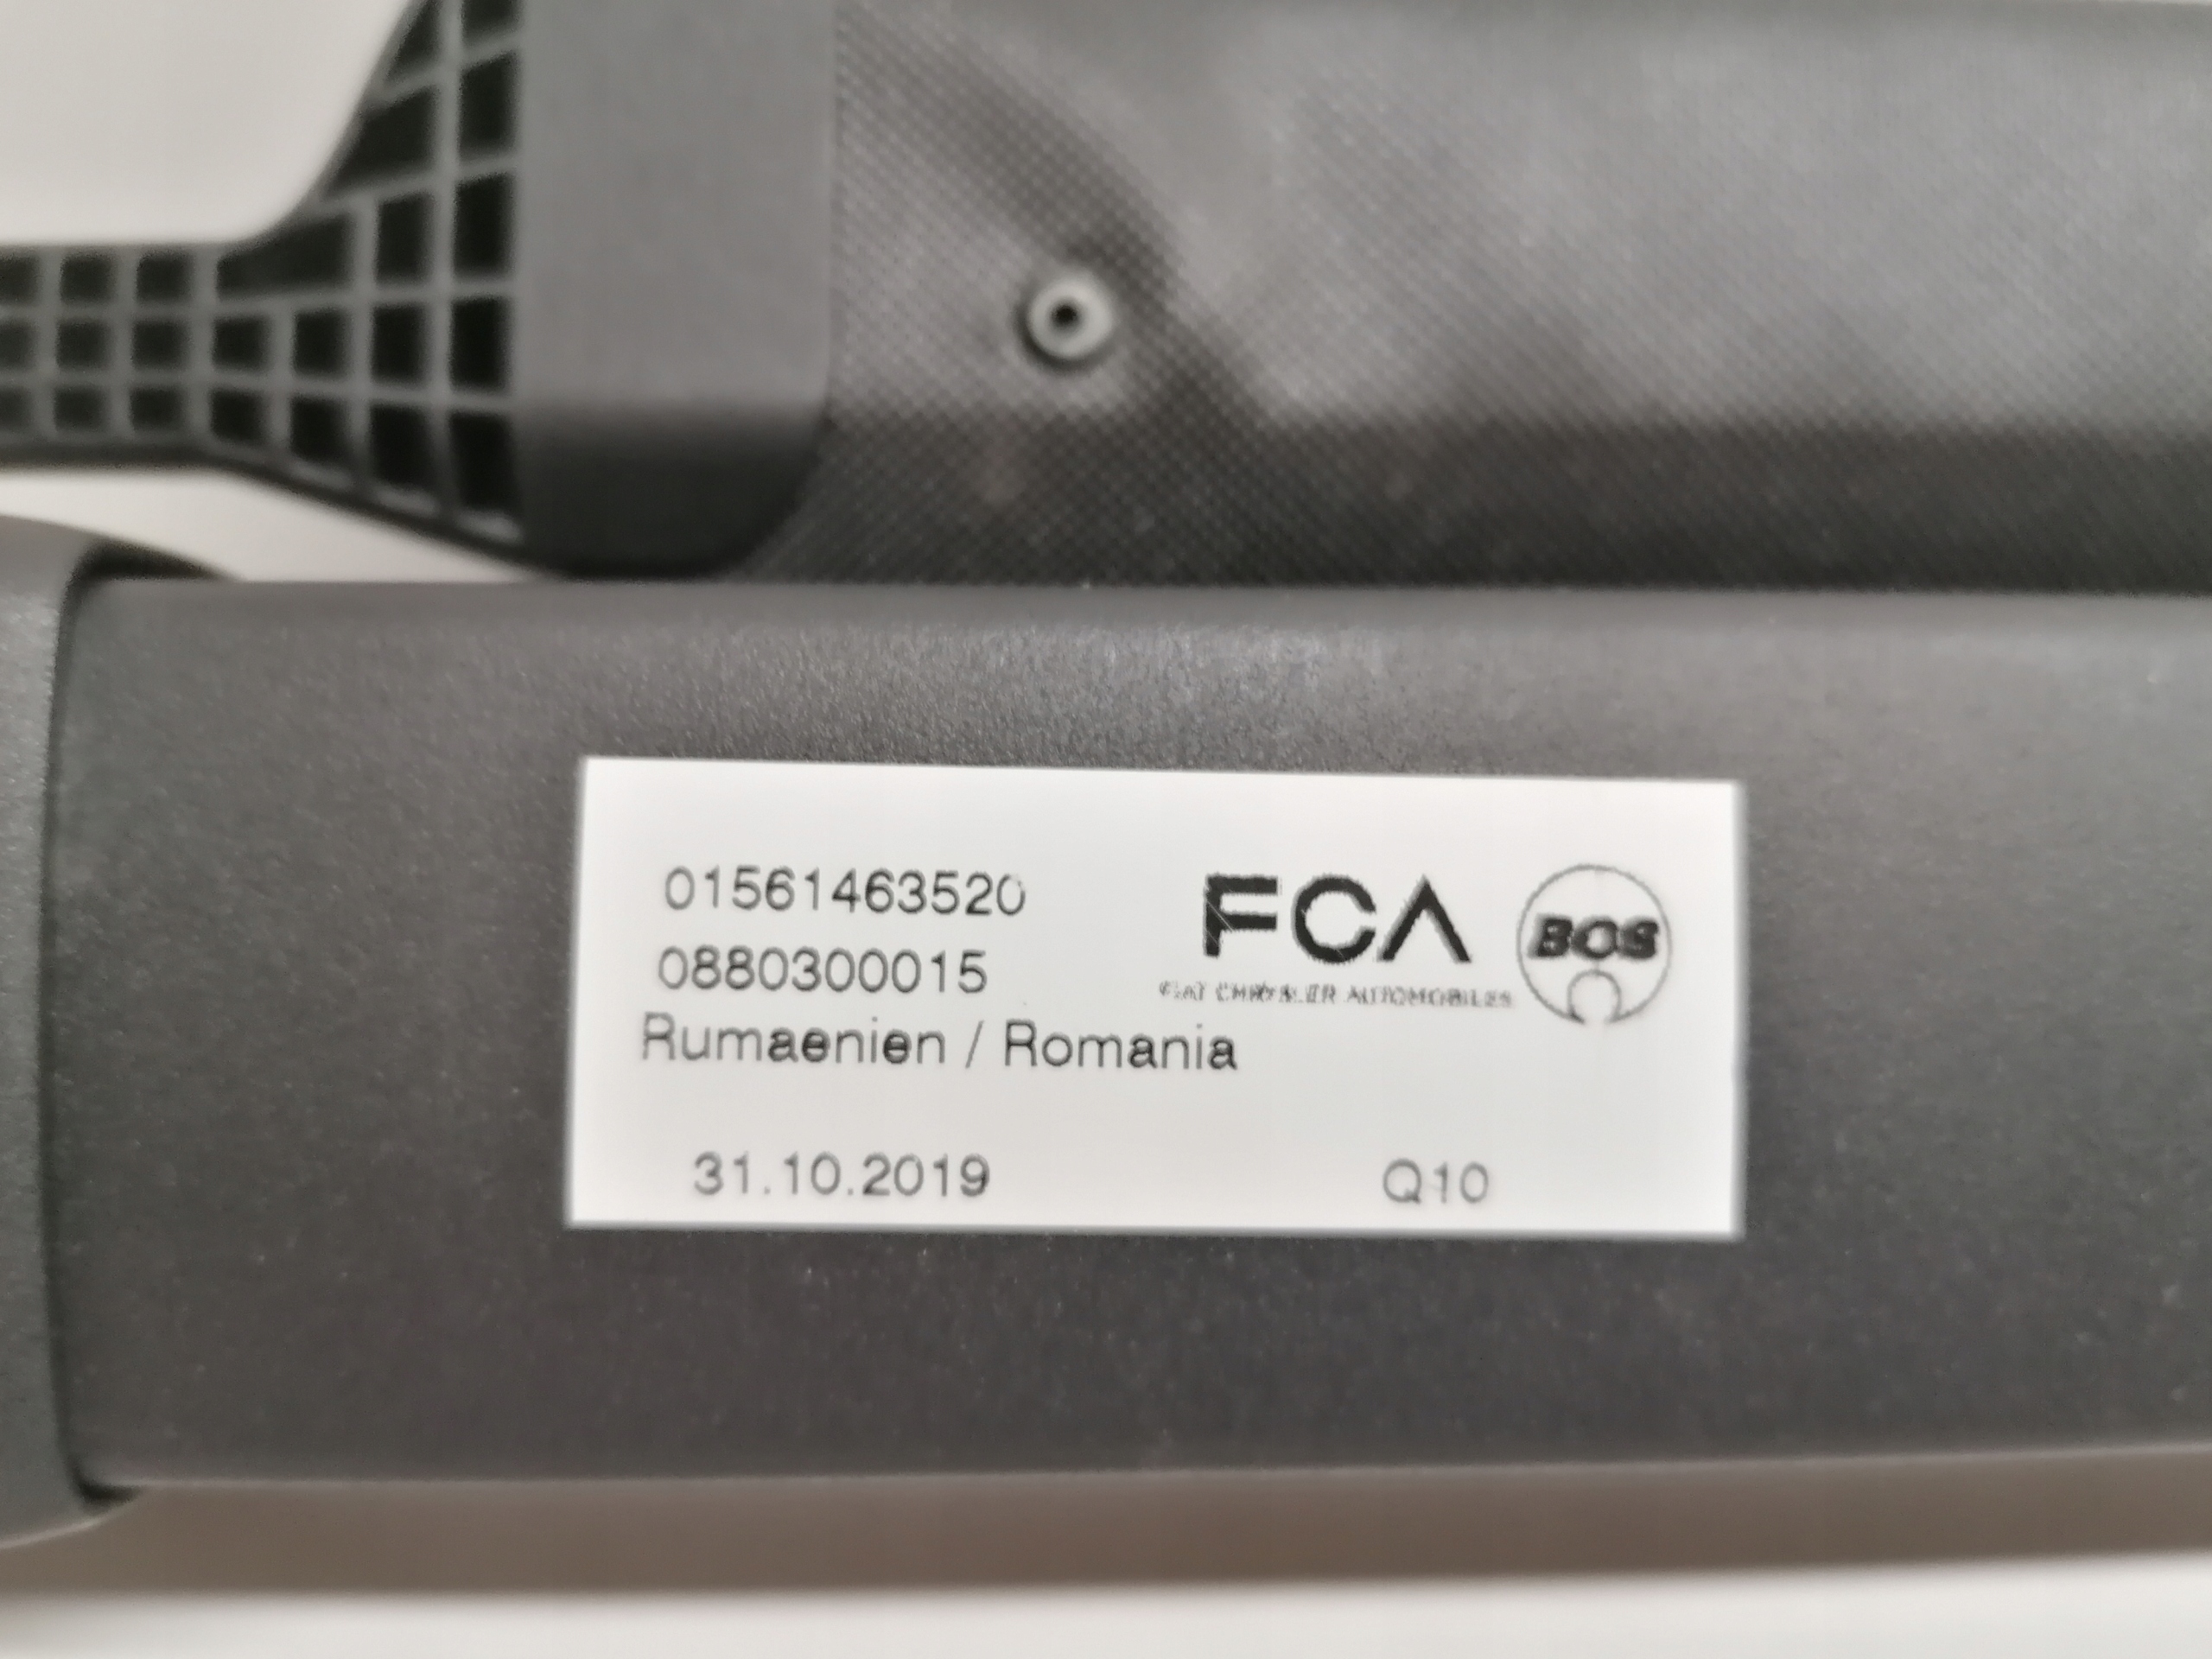 01561463520
0880300015
Rumaenien / Romania
31.10.2019 Q10
FCA
FIAT CHRYSLER AUTOMOBILES
BOS